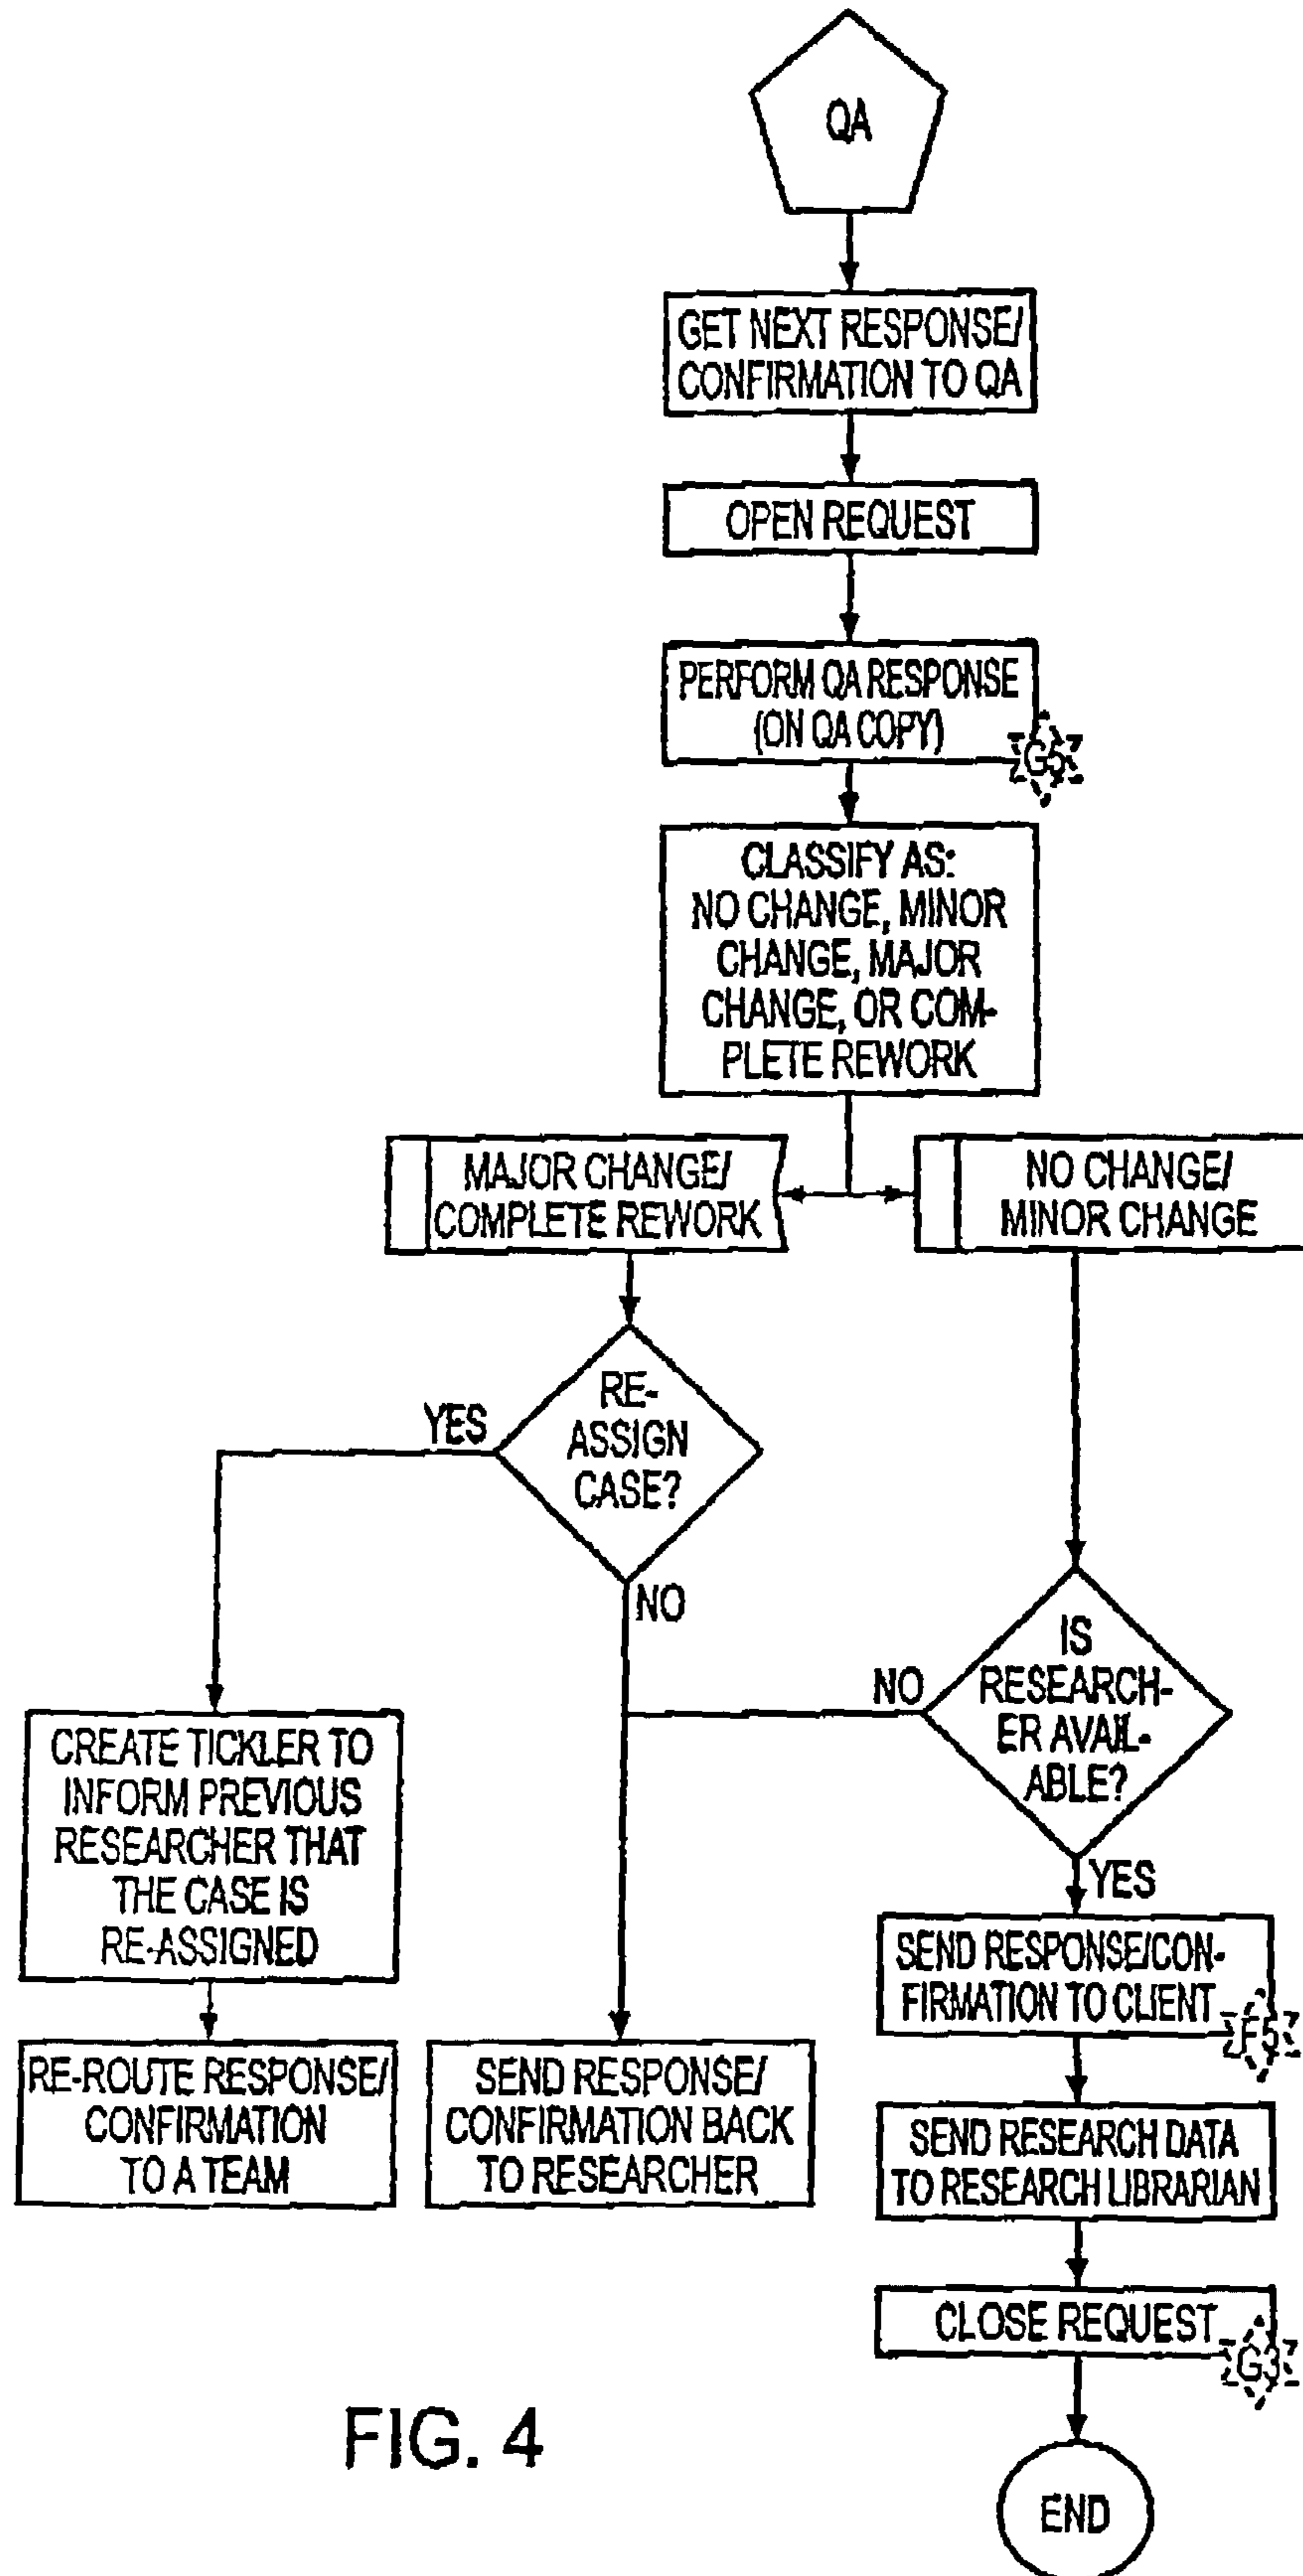 QA
GET NEXT RESPONSE/
CONFIRMATION TO QA
OPEN REQUEST
PERFORM QA RESPONSE
(ON QA COPY)
G5
CLASSIFY AS:
NO CHANGE, MINOR
CHANGE, MAJOR
CHANGE, OR COM-
PLETE REWORK
MAJOR CHANGE/
COMPLETE REWORK
NO CHANGE/
MINOR CHANGE
RE-
ASSIGN
CASE?
YES
NO
IS
RESEARCH-
ER AVAIL-
ABLE?
NO
YES
CREATE TICKLER TO
INFORM PREVIOUS
RESEARCHER THAT
THE CASE IS
RE-ASSIGNED
RE-ROUTE RESPONSE/
CONFIRMATION
TO A TEAM
SEND RESPONSE/
CONFIRMATION BACK
TO RESEARCHER
SEND RESPONSE/CON-
FIRMATION TO CLIENT
F5
SEND RESEARCH DATA
TO RESEARCH LIBRARIAN
CLOSE REQUEST
G3
END
FIG. 4